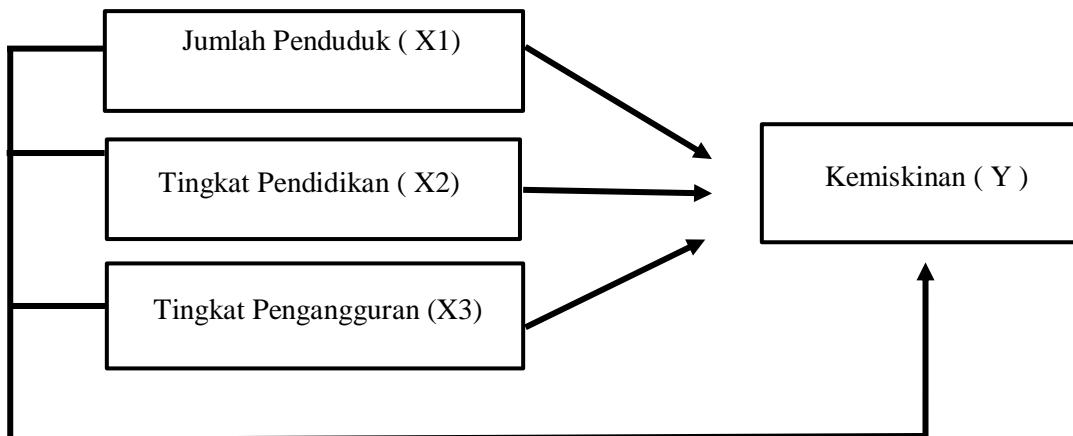 Jumlah Penduduk ( X1)
Tingkat Pendidikan ( X2)
Kemiskinan ( Y )
Tingkat Pengangguran (X3)